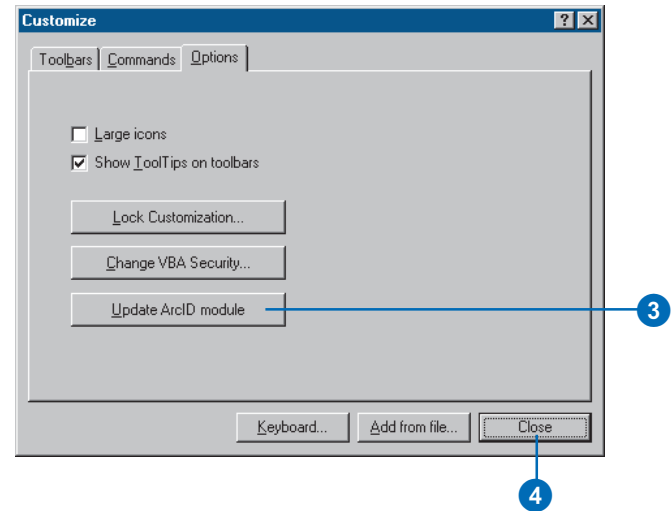 Customize
Toolbars Commands Options
Large icons
Show ToolTips on toolbars
Lock Customization...
Change VBA Security...
Update ArcID module
3
Keyboard... Add from file... Close
4